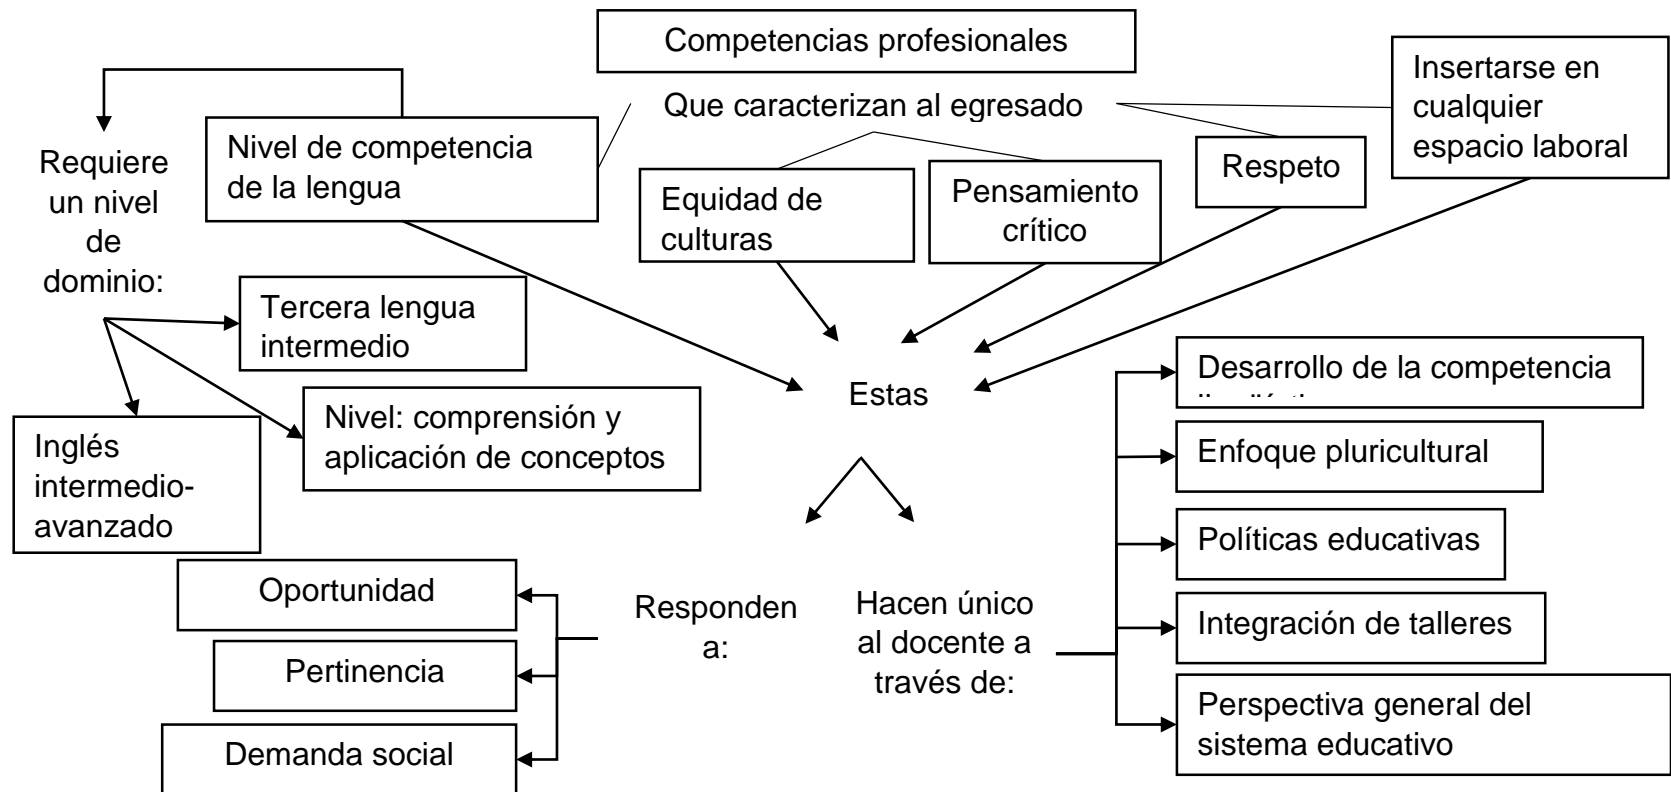 Competencias profesionales
Que caracterizan al egresado
Insertarse en
cualquier
espacio laboral
Nivel de competencia
de la lengua
Requiere
un nivel
de
dominio:
Equidad de
culturas
Pensamiento
crítico
Respeto
Tercera lengua
intermedio
Nivel: comprensión y
aplicación de conceptos
Inglés
intermedio-
avanzado
Estas
Responden
a:
Oportunidad
Pertinencia
Demanda social
Hacen único
al docente a
través de:
Desarrollo de la competencia
Enfoque pluricultural
Políticas educativas
Integración de talleres
Perspectiva general del
sistema educativo